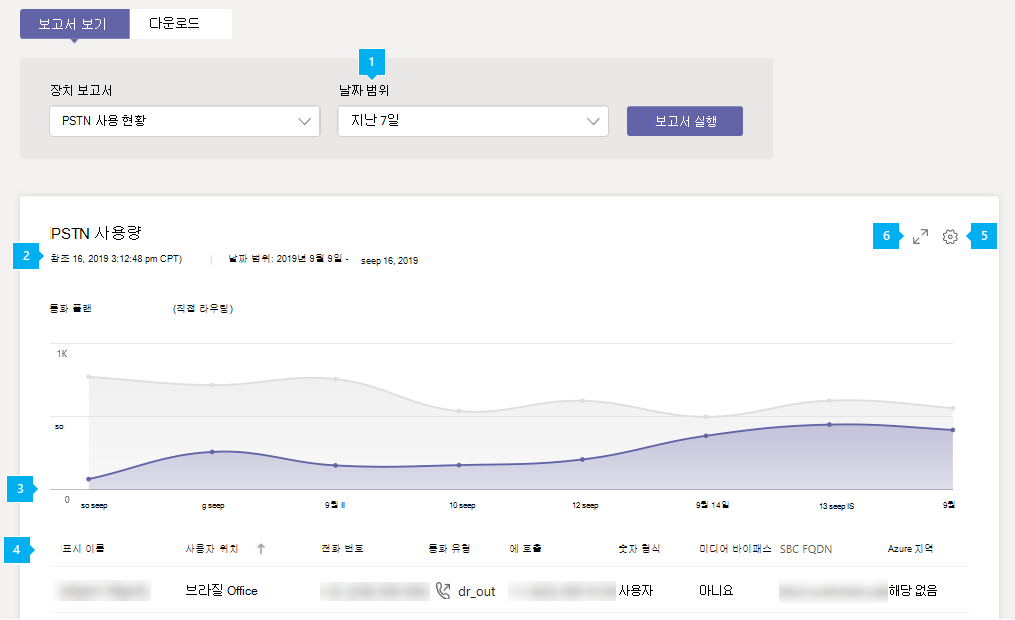 보고서 보기 다운로드
1
장치 보고서 날짜 범위
PSTN 사용 현황 지난 7일 보고서 실행
PSTN 사용량
6 5
2 참조 16, 2019 3:12:48 pm CPT) | 날짜 범위: 2019년 9월 9일 - seep 16, 2019
통화 플랜 (직접 라우팅)
1K
so
3 0
so seep g seep 9월 II 10 seep 12 seep 9월 14일 13 seep IS 9월
4 표시 이름 사용자 위치 전화 번호 통화 유형 에 호출 숫자 형식 미디어 바이패스 SBC FQDN Azure 지역
브라질 Office dr_out 사용자 아니요 해당 없음